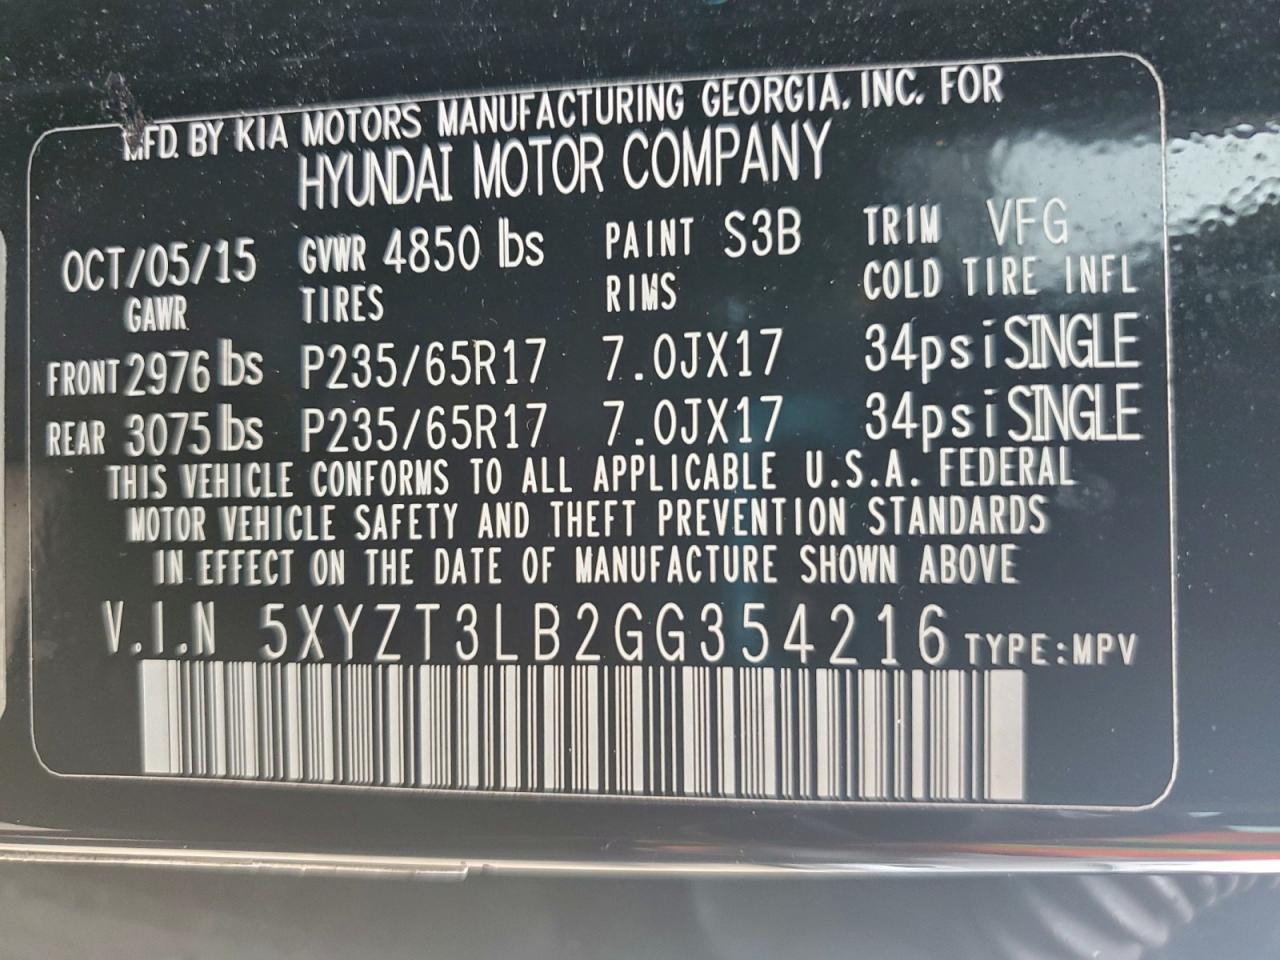 MFD. BY KIA MOTORS MANUFACTURING GEORGIA, INC. FOR
HYUNDAI MOTOR COMPANY
OCT/05/15 GVWR 4850 lbs PAINT S3B TRIM VFG
GAWR TIRES RIMS COLD TIRE INFL
FRONT 2976 lbs P235/65R17 7.0JX17 34psi SINGLE
REAR 3075 lbs P235/65R17 7.0JX17 34psi SINGLE
THIS VEHICLE CONFORMS TO ALL APPLICABLE U.S.A. FEDERAL
MOTOR VEHICLE SAFETY AND THEFT PREVENTION STANDARDS
IN EFFECT ON THE DATE OF MANUFACTURE SHOWN ABOVE
V.I.N 5XYZT3LB2GG354216 TYPE:MPV